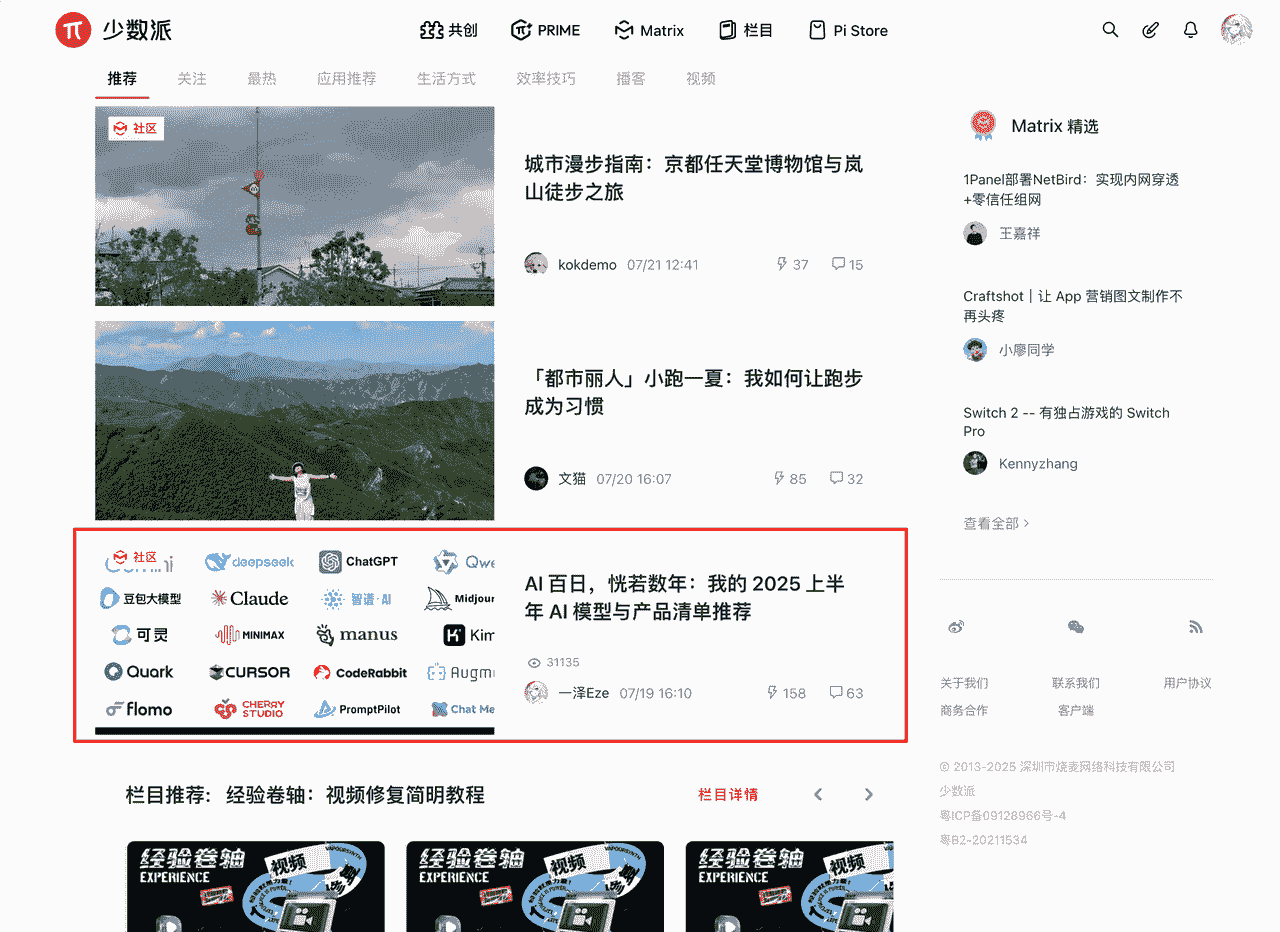 少数派
共创
PRIME
Matrix
栏目
Pi Store
推荐
关注
最热
应用推荐
生活方式
效率技巧
播客
视频
社区
城市漫步指南：京都任天堂博物馆与岚
山徒步之旅
kokdemo 07/21 12:41 37 15
「都市丽人」小跑一夏：我如何让跑步
成为习惯
文猫 07/20 16:07 85 32
社区
deepseek
ChatGPT
Qwe
豆包大模型
Claude
智谱·AI
Midjour
可灵
MINIMAX
manus
Kim
Quark
CURSOR
CodeRabbit
Augm
flomo
CHERRY
STUDIO
PromptPilot
Chat Me
AI 百日，恍若数年：我的 2025 上半
年 AI 模型与产品清单推荐
31135
一泽Eze 07/19 16:10 158 63
栏目推荐：经验卷轴：视频修复简明教程
栏目详情
经验卷轴
EXPERIENCE
视频
经验卷轴
EXPERIENCE
视频
经验卷轴
EXPERIENCE
视频
Matrix 精选
1Panel部署NetBird：实现内网穿透
+零信任组网
王嘉祥
Craftshot｜让 App 营销图文制作不
再头疼
小廖同学
Switch 2 -- 有独占游戏的 Switch
Pro
Kennyzhang
查看全部 >
关于我们
联系我们
用户协议
商务合作
客户端
© 2013-2025 深圳市烧麦网络科技有限公司
少数派
粤ICP备09128966号-4
粤B2-20211534